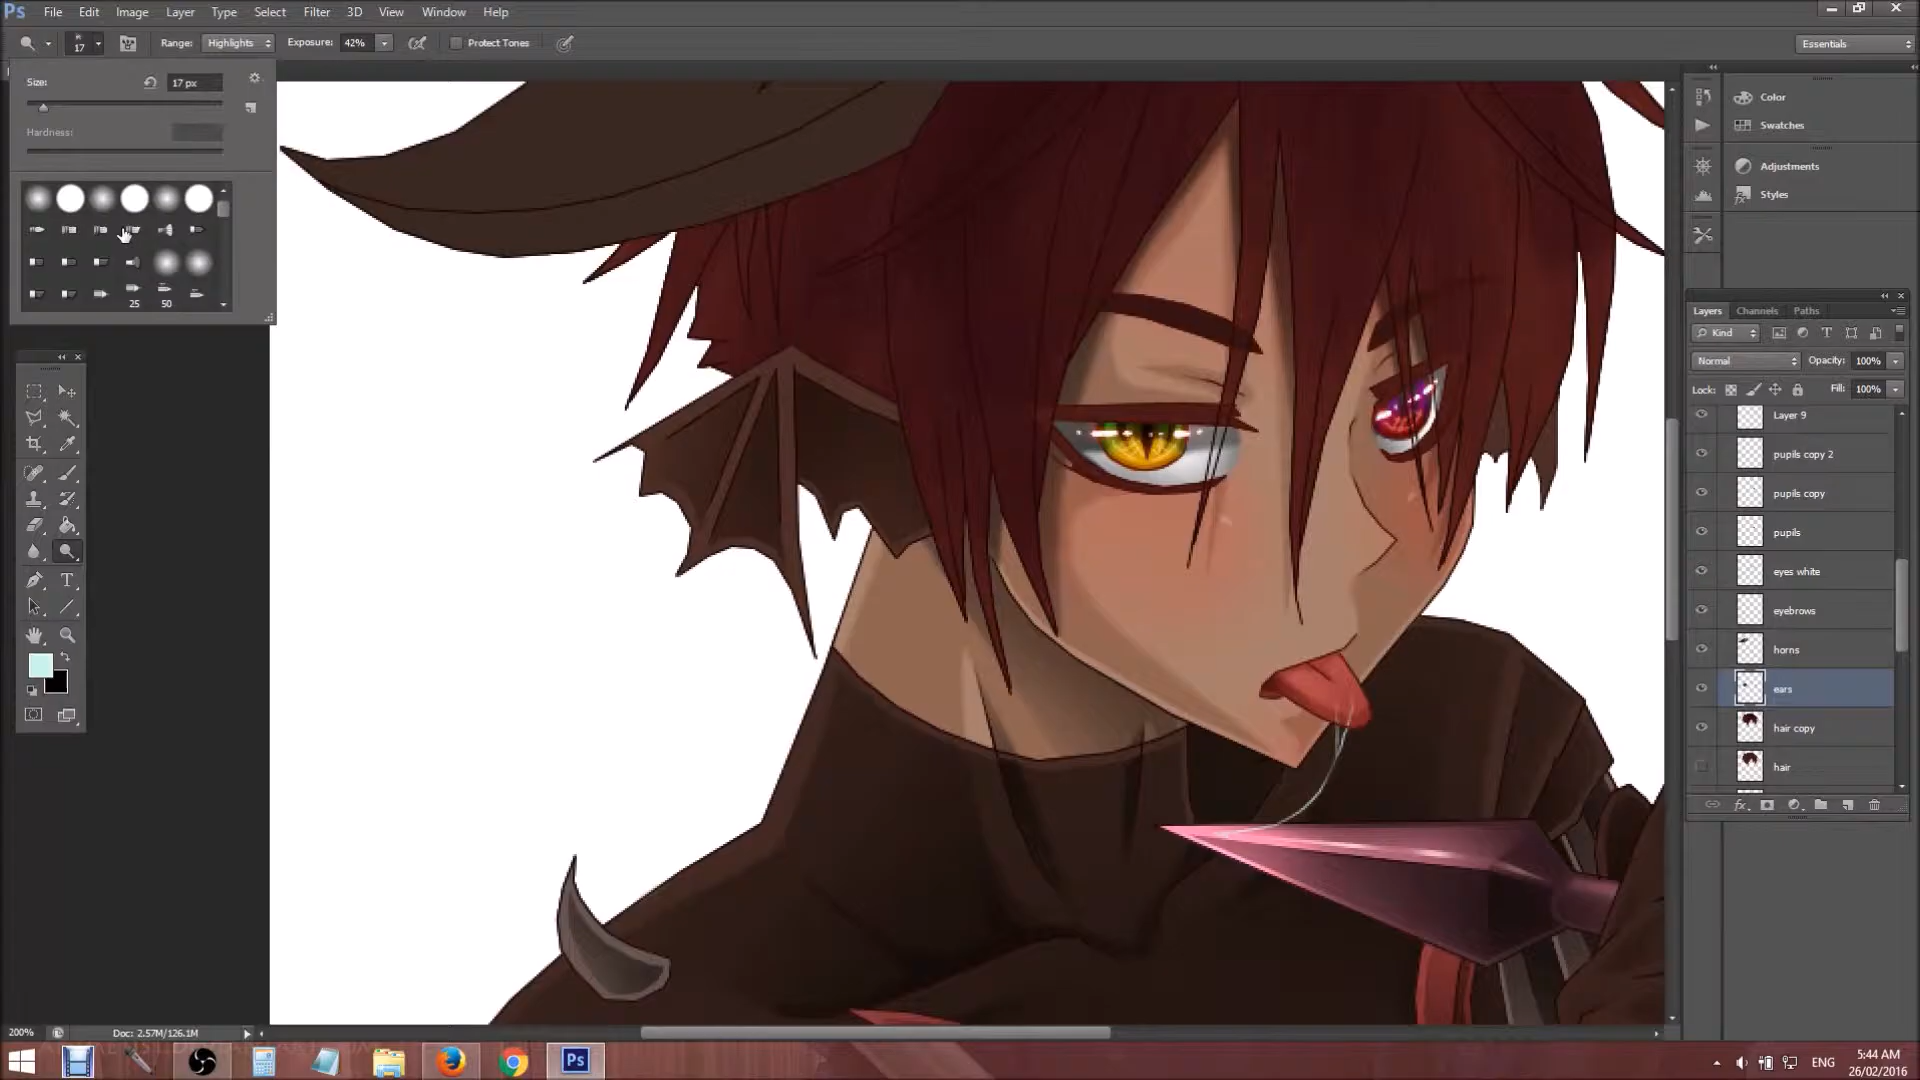 Ps File Edit Image Layer Type Select Filter 3D View Window Help
17 Range: Highlights Exposure: 42% Protect Tones Essentials
Size: 17 px
Hardness:
25 50
Color
Swatches
Adjustments
Styles
Layers Channels Paths
Kind T
Normal Opacity: 100%
Lock: Fill: 100%
Layer 9
pupils copy 2
pupils copy
pupils
eyes white
eyebrows
horns
ears
hair copy
hair
T
200% Doc: 2.57M/126.1M
Ps ENG 5:44 AM
26/02/2016